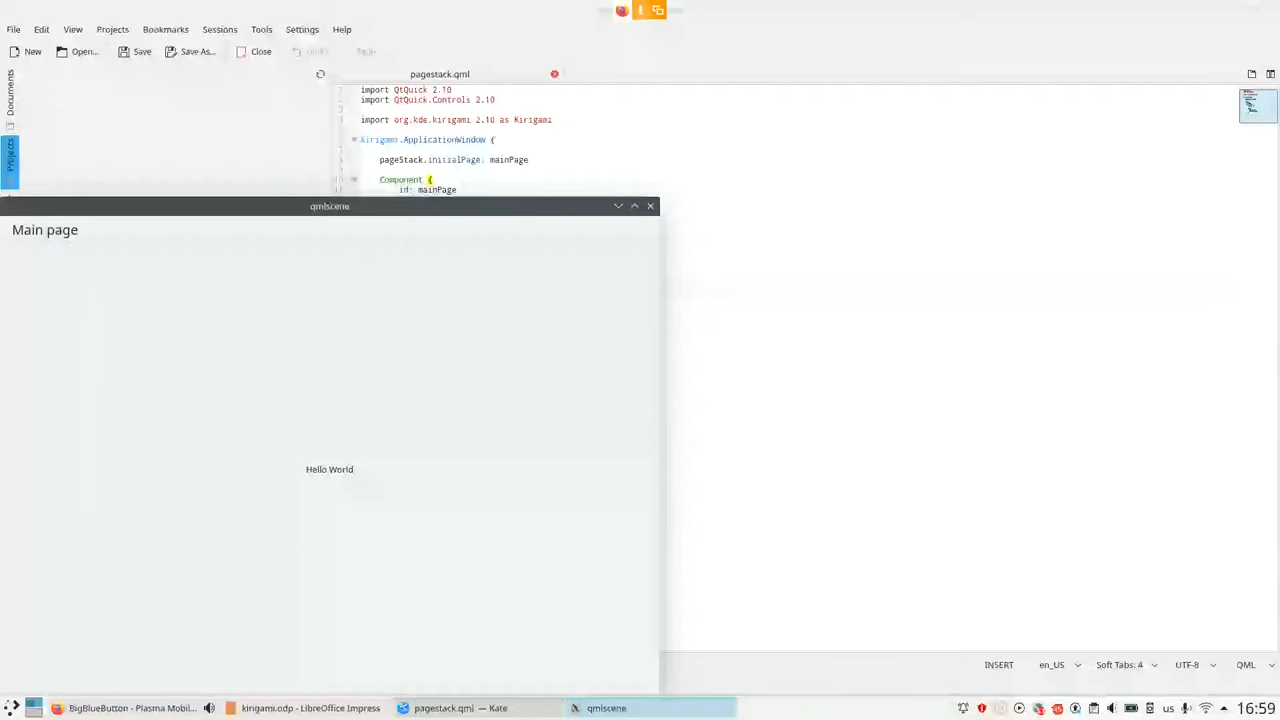 File Edit View Projects Bookmarks Sessions Tools Settings Help
New Open... Save Save As... Close
Documents
Projects
pagestack.qml
import QtQuick 2.10
import QtQuick.Controls 2.10
import org.kde.kirigami 2.10 as Kirigami
Kirigami.ApplicationWindow {
pageStack.initialPage: mainPage
Component {
id: mainPage
qmlscene
Main page
Hello World
INSERT en_US Soft Tabs: 4 UTF-8 QML
BigBlueButton - Plasma Mobil... kirigami.odp - LibreOffice Impress pagestack.qml — Kate qmlscene us 16:59